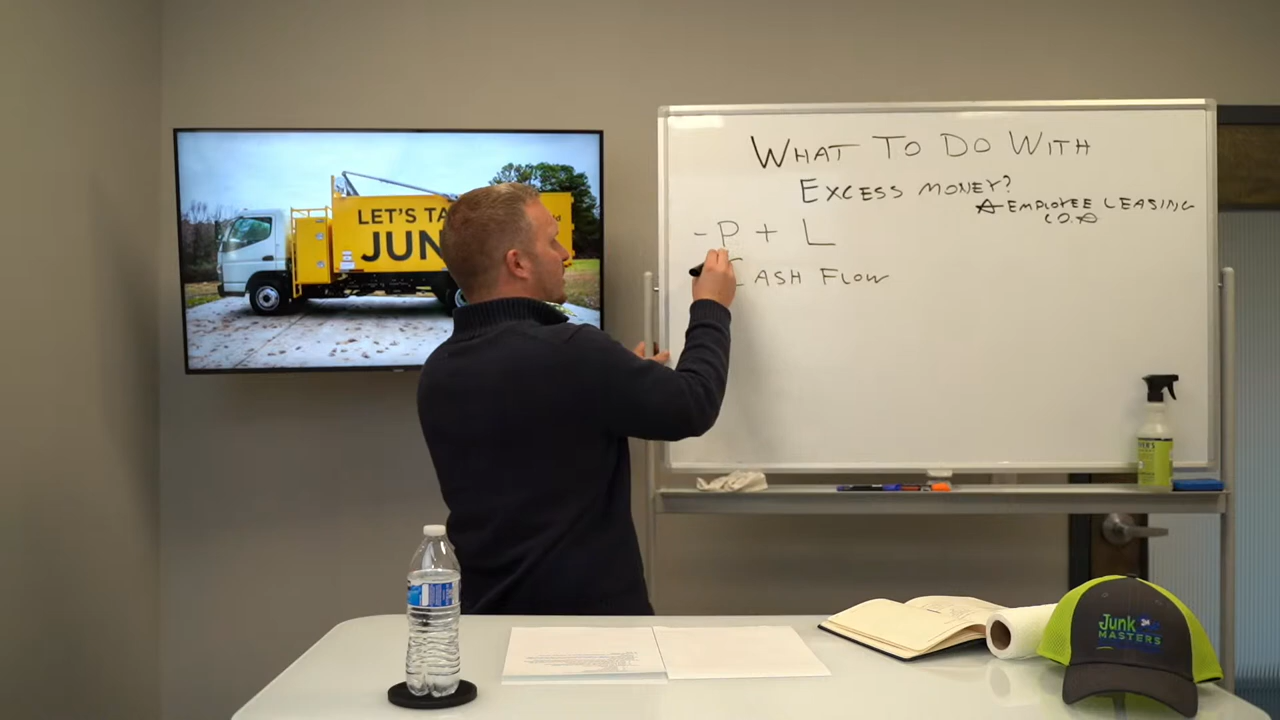 WHAT TO DO WITH
EXCESS MONEY?
EMPLOYEE LEASING
CO.
- P + L
CASH FLOW
LET'S TA
JUN
Junk
MASTERS